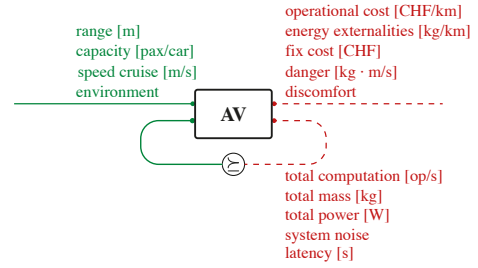 range [m]
capacity [pax/car]
speed cruise [m/s]
environment
operational cost [CHF/km]
energy externalities [kg/km]
fix cost [CHF]
danger [kg · m/s]
discomfort
AV
⪰
total computation [op/s]
total mass [kg]
total power [W]
system noise
latency [s]